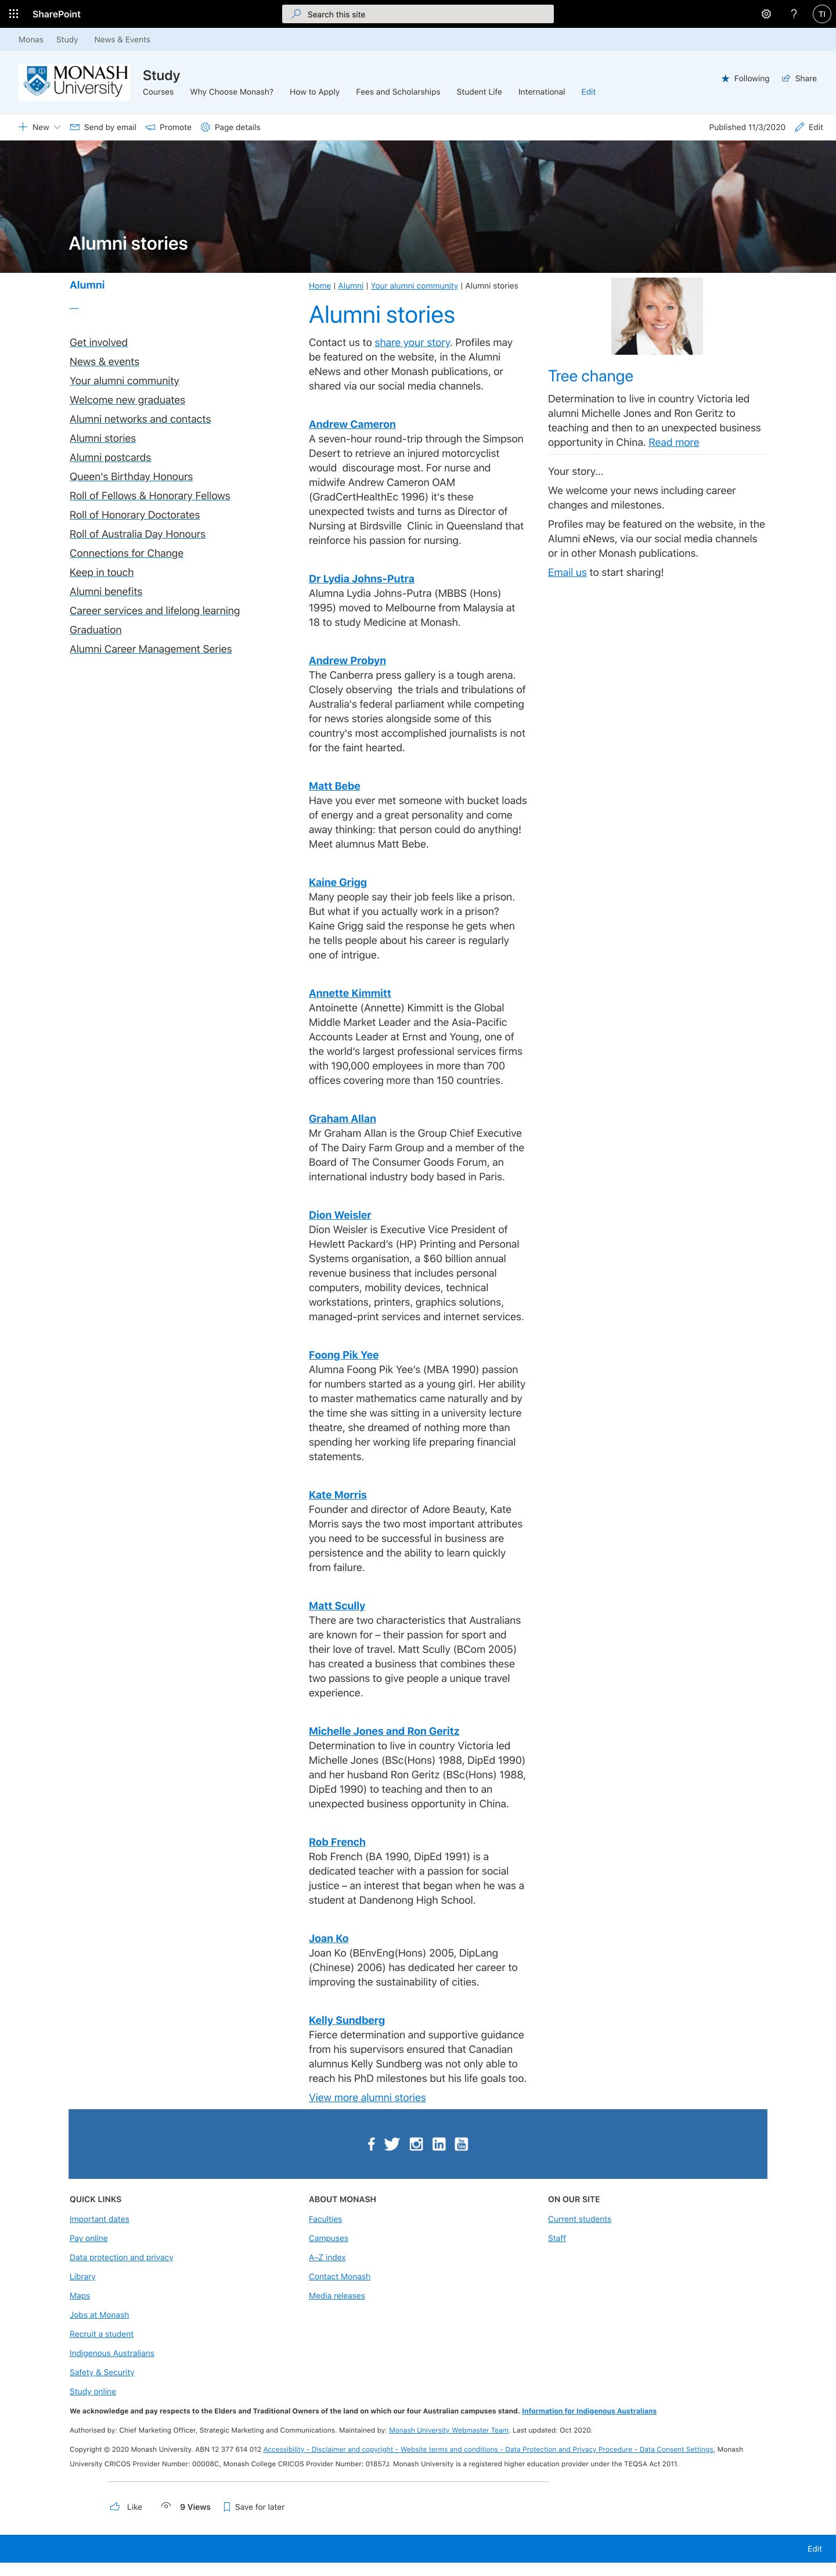 SharePoint
Search this site
TI
Monas Study News & Events
MONASH University
Study
Courses Why Choose Monash? How to Apply Fees and Scholarships Student Life International Edit
Following Share
New Send by email Promote Page details
Published 11/3/2020 Edit
Alumni stories
Alumni
—
Get involved
News & events
Your alumni community
Welcome new graduates
Alumni networks and contacts
Alumni stories
Alumni postcards
Queen's Birthday Honours
Roll of Fellows & Honorary Fellows
Roll of Honorary Doctorates
Roll of Australia Day Honours
Connections for Change
Keep in touch
Alumni benefits
Career services and lifelong learning
Graduation
Alumni Career Management Series
Home | Alumni | Your alumni community | Alumni stories
Alumni stories
Contact us to share your story. Profiles may
be featured on the website, in the Alumni
eNews and other Monash publications, or
shared via our social media channels.
Andrew Cameron
A seven-hour round-trip through the Simpson
Desert to retrieve an injured motorcyclist
would  discourage most. For nurse and
midwife Andrew Cameron OAM
(GradCertHealthEc 1996) it's these
unexpected twists and turns as Director of
Nursing at Birdsville  Clinic in Queensland that
reinforce his passion for nursing.
Dr Lydia Johns-Putra
Alumna Lydia Johns-Putra (MBBS (Hons)
1995) moved to Melbourne from Malaysia at
18 to study Medicine at Monash.
Andrew Probyn
The Canberra press gallery is a tough arena.
Closely observing  the trials and tribulations of
Australia's federal parliament while competing
for news stories alongside some of this
country's most accomplished journalists is not
for the faint hearted.
Matt Bebe
Have you ever met someone with bucket loads
of energy and a great personality and come
away thinking: that person could do anything!
Meet alumnus Matt Bebe.
Kaine Grigg
Many people say their job feels like a prison.
But what if you actually work in a prison?
Kaine Grigg said the response he gets when
he tells people about his career is regularly
one of intrigue.
Annette Kimmitt
Antoinette (Annette) Kimmitt is the Global
Middle Market Leader and the Asia-Pacific
Accounts Leader at Ernst and Young, one of
the world's largest professional services firms
with 190,000 employees in more than 700
offices covering more than 150 countries.
Graham Allan
Mr Graham Allan is the Group Chief Executive
of The Dairy Farm Group and a member of the
Board of The Consumer Goods Forum, an
international industry body based in Paris.
Dion Weisler
Dion Weisler is Executive Vice President of
Hewlett Packard's (HP) Printing and Personal
Systems organisation, a $60 billion annual
revenue business that includes personal
computers, mobility devices, technical
workstations, printers, graphics solutions,
managed-print services and internet services.
Foong Pik Yee
Alumna Foong Pik Yee's (MBA 1990) passion
for numbers started as a young girl. Her ability
to master mathematics came naturally and by
the time she was sitting in a university lecture
theatre, she dreamed of nothing more than
spending her working life preparing financial
statements.
Kate Morris
Founder and director of Adore Beauty, Kate
Morris says the two most important attributes
you need to be successful in business are
persistence and the ability to learn quickly
from failure.
Matt Scully
There are two characteristics that Australians
are known for – their passion for sport and
their love of travel. Matt Scully (BCom 2005)
has created a business that combines these
two passions to give people a unique travel
experience.
Michelle Jones and Ron Geritz
Determination to live in country Victoria led
Michelle Jones (BSc(Hons) 1988, DipEd 1990)
and her husband Ron Geritz (BSc(Hons) 1988,
DipEd 1990) to teaching and then to an
unexpected business opportunity in China.
Rob French
Rob French (BA 1990, DipEd 1991) is a
dedicated teacher with a passion for social
justice – an interest that began when he was a
student at Dandenong High School.
Joan Ko
Joan Ko (BEnvEng(Hons) 2005, DipLang
(Chinese) 2006) has dedicated her career to
improving the sustainability of cities.
Kelly Sundberg
Fierce determination and supportive guidance
from his supervisors ensured that Canadian
alumnus Kelly Sundberg was not only able to
reach his PhD milestones but his life goals too.
View more alumni stories
Tree change
Determination to live in country Victoria led
alumni Michelle Jones and Ron Geritz to
teaching and then to an unexpected business
opportunity in China. Read more
Your story...
We welcome your news including career
changes and milestones.
Profiles may be featured on the website, in the
Alumni eNews, via our social media channels
or in other Monash publications.
Email us to start sharing!
QUICK LINKS
Important dates
Pay online
Data protection and privacy
Library
Maps
Jobs at Monash
Recruit a student
Indigenous Australians
Safety & Security
Study online
ABOUT MONASH
Faculties
Campuses
A–Z index
Contact Monash
Media releases
ON OUR SITE
Current students
Staff
We acknowledge and pay respects to the Elders and Traditional Owners of the land on which our four Australian campuses stand. Information for Indigenous Australians
Authorised by: Chief Marketing Officer, Strategic Marketing and Communications. Maintained by: Monash University Webmaster Team. Last updated: Oct 2020.
Copyright © 2020 Monash University. ABN 12 377 614 012 Accessibility - Disclaimer and copyright - Website terms and conditions - Data Protection and Privacy Procedure - Data Consent Settings, Monash
University CRICOS Provider Number: 00008C, Monash College CRICOS Provider Number: 01857J. Monash University is a registered higher education provider under the TEQSA Act 2011.
Like 9 Views Save for later
Edit